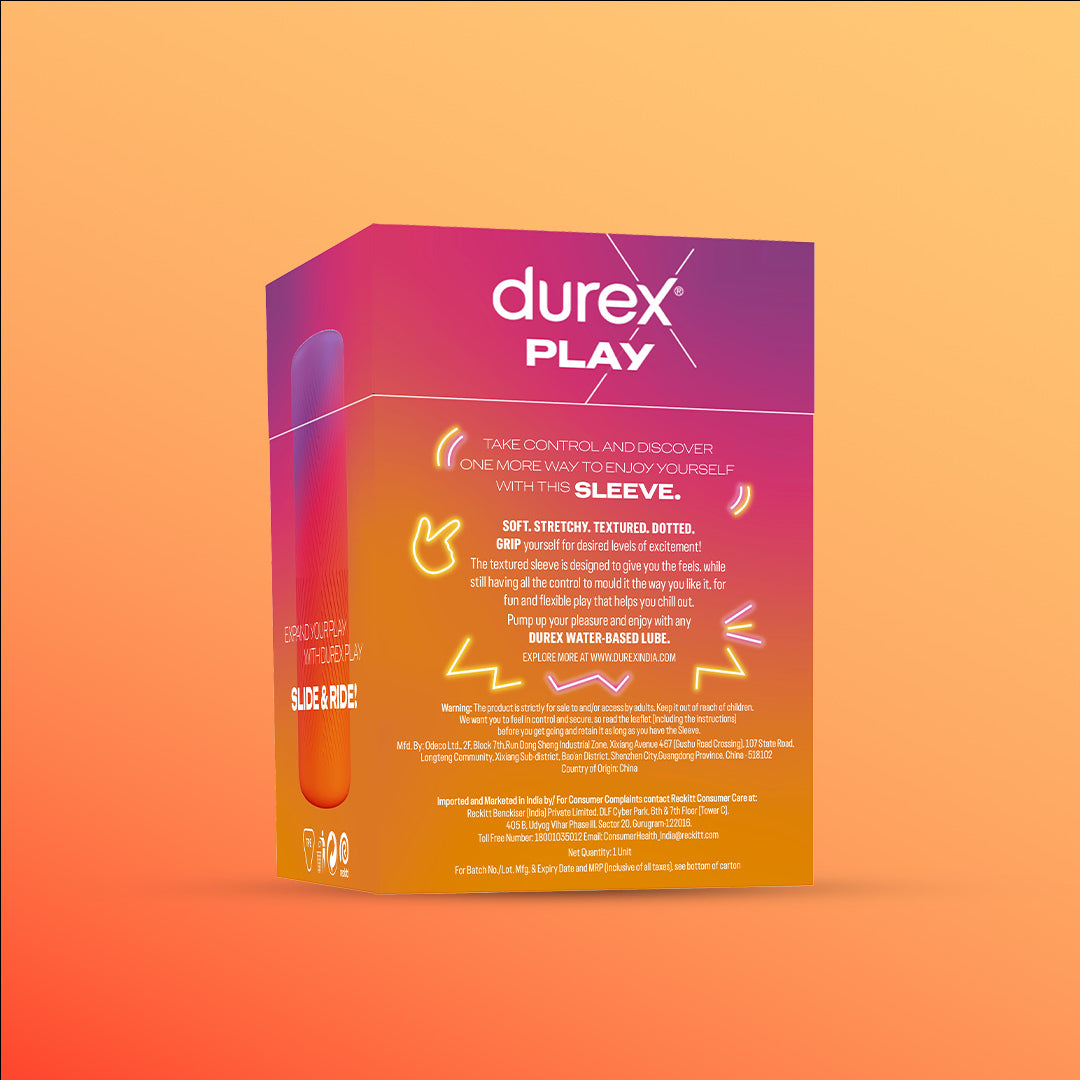 durex®
PLAY
TAKE CONTROL AND DISCOVER
ONE MORE WAY TO ENJOY YOURSELF
WITH THIS SLEEVE.
SOFT. STRETCHY. TEXTURED. DOTTED.
GRIP yourself for desired levels of excitement!
The textured sleeve is designed to give you the feels, while
still having all the control to mould it the way you like it, for
fun and flexible play that helps you chill out.
Pump up your pleasure and enjoy with any
DUREX WATER-BASED LUBE.
EXPLORE MORE AT WWW.DUREXINDIA.COM
Warning: The product is strictly for sale to and/or access by adults. Keep it out of reach of children.
We want you to feel in control and secure, so read the leaflet (including the instructions)
before you get going and retain it as long as you have the Sleeve.
Mfd. By: Odeco Ltd., 2F, Block 7th,Run Dong Sheng Industrial Zone, Xixiang Avenue 467 (Gushu Road Crossing), 107 State Road,
Longteng Community, Xixiang Sub-district, Bao'an District, Shenzhen City,Guangdong Province, China - 518102
Country of Origin: China
Imported and Marketed in India by/ For Consumer Complaints contact Reckitt Consumer Care at:
Reckitt Benckiser (India) Private Limited, DLF Cyber Park, 6th & 7th Floor (Tower C),
405 B, Udyog Vihar Phase III, Sector 20, Gurugram-122016.
Toll Free Number: 18001035012 Email: ConsumerHealth_India@reckitt.com
Net Quantity: 1 Unit
For Batch No./Lot, Mfg. & Expiry Date and MRP (Inclusive of all taxes), see bottom of carton
EXPAND YOUR PLAY
WITH DUREX PLAY
SLIDE & RIDE!
TPE
reckitt